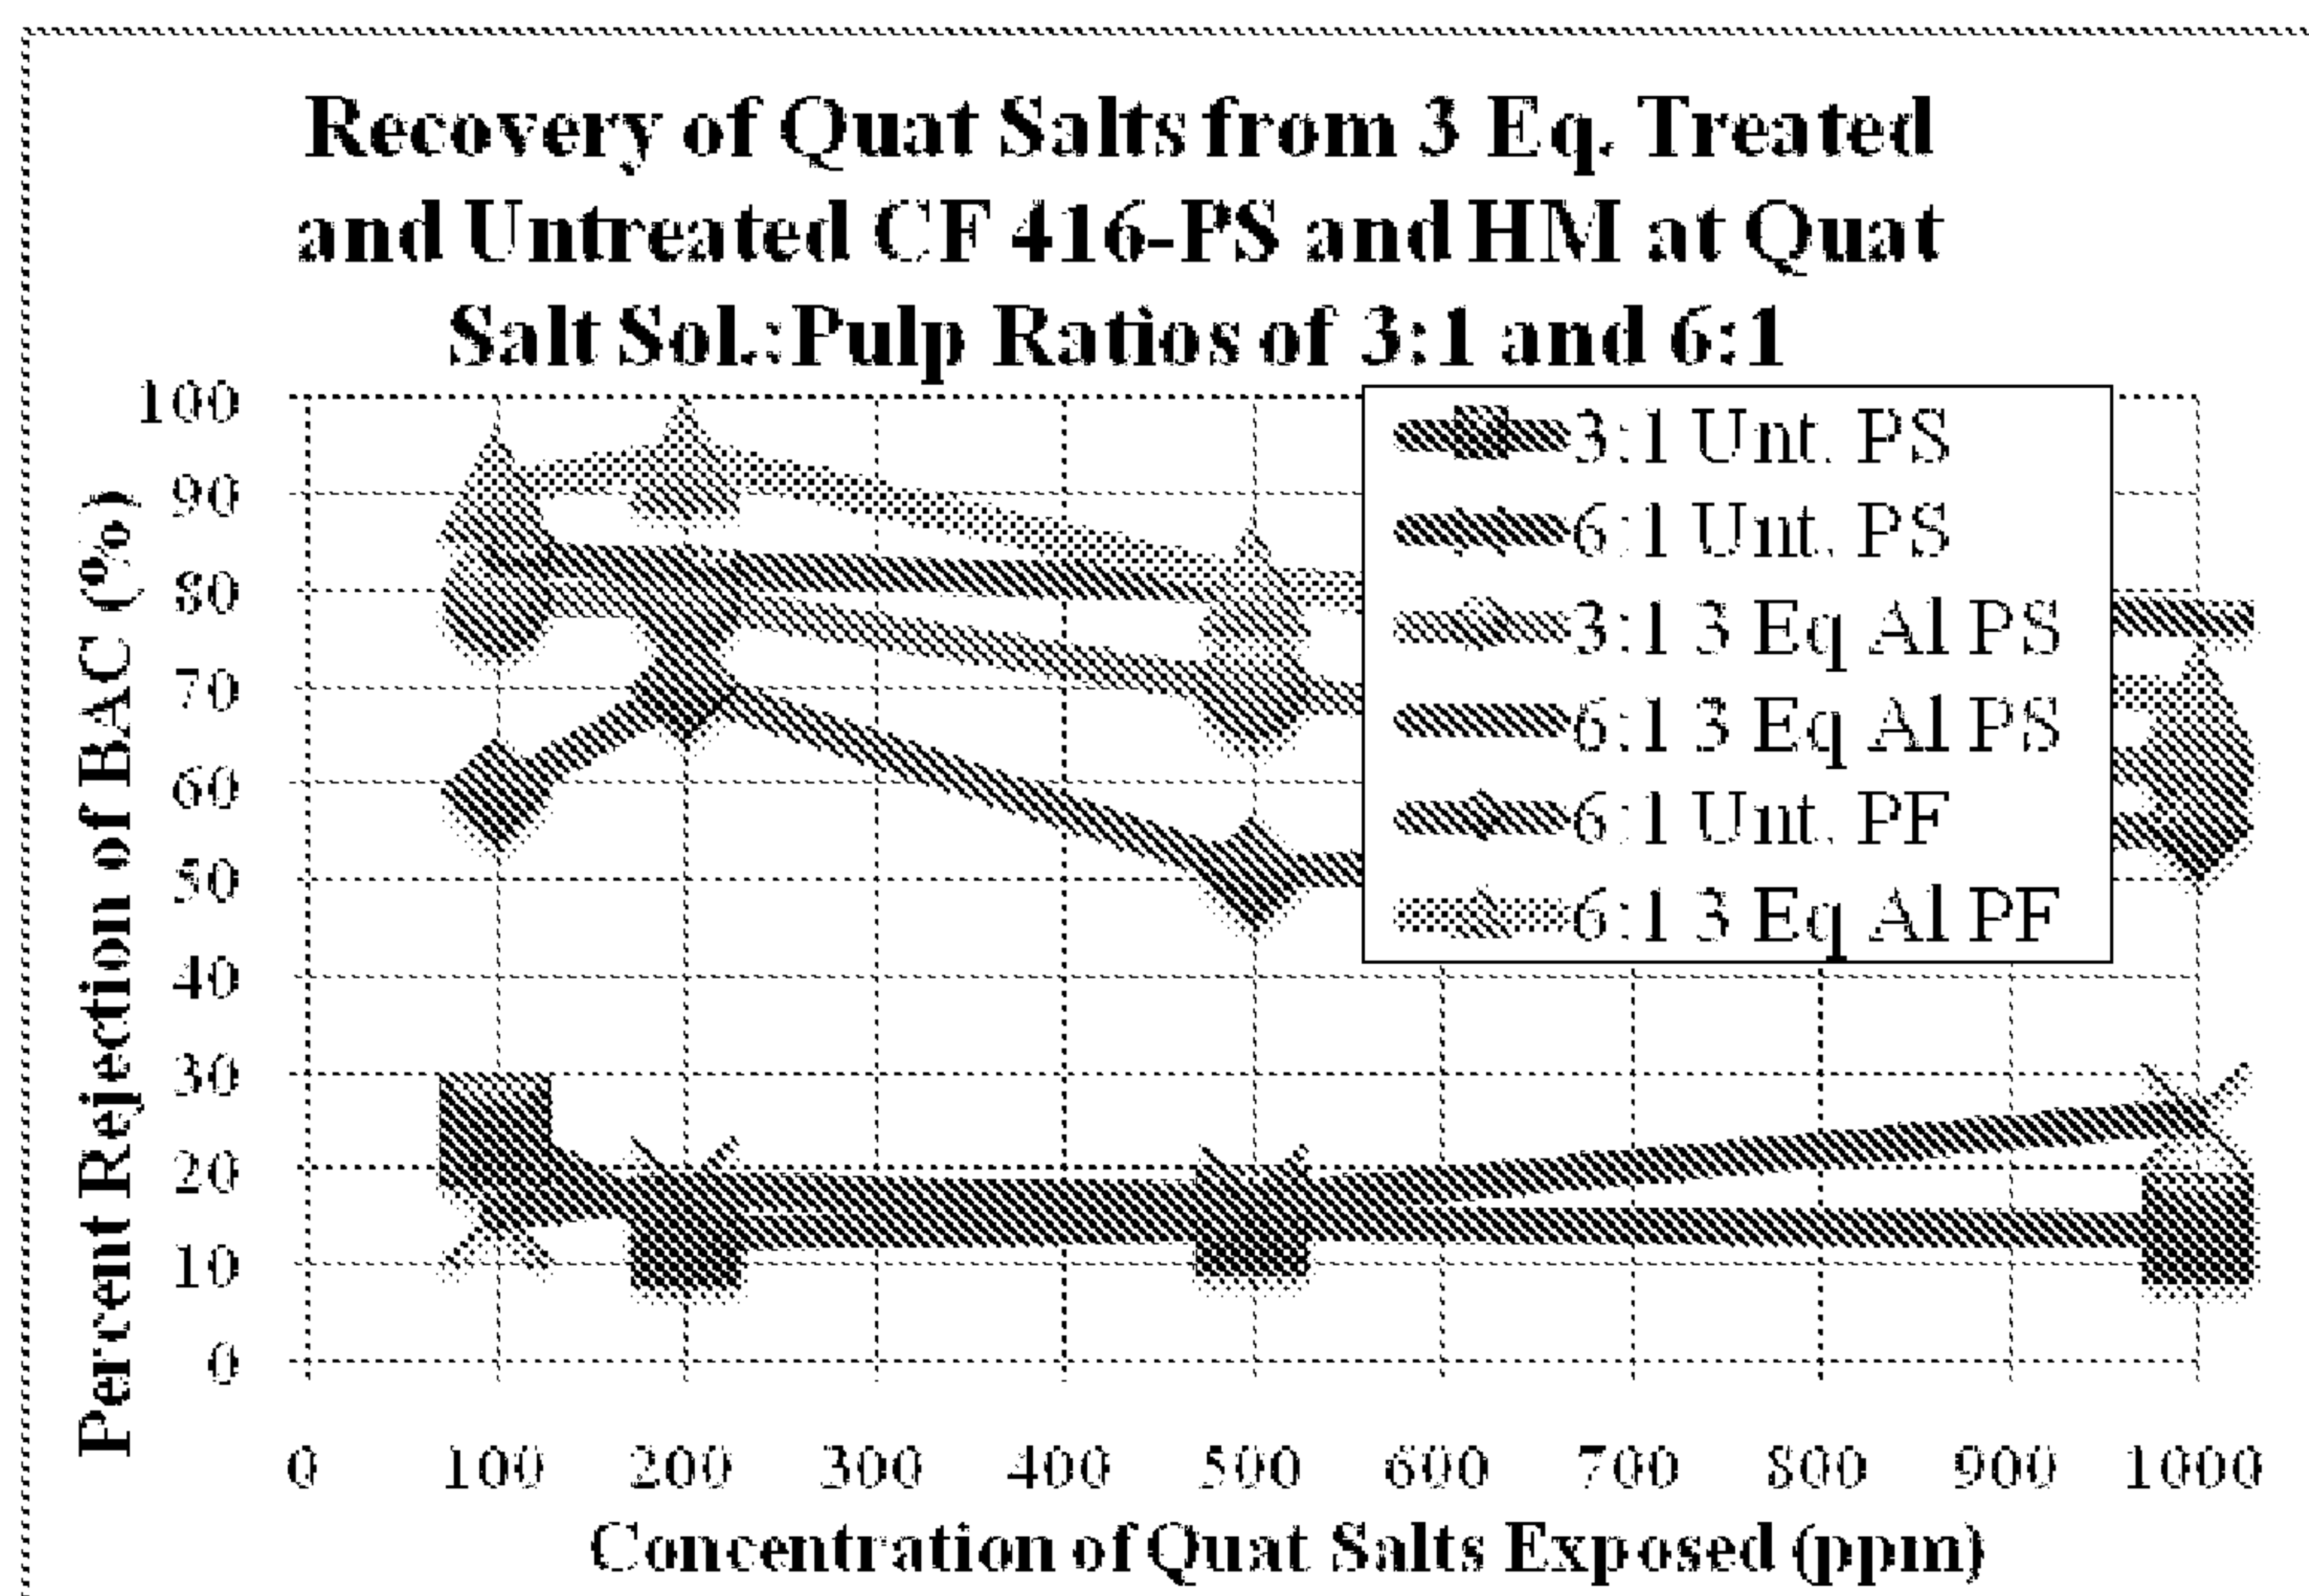 Recovery of Quat Salts from 3 Eq. Treated
and Untreated CF 416-PS and HM at Quat
Salt Sol.:Pulp Ratios of 3:1 and 6:1
Percent Rejection of BAC (%)
100
90
80
70
60
50
40
30
20
10
0
3:1 Unt. PS
6:1 Unt. PS
3:1 3 Eq Al PS
6:1 3 Eq Al PS
6:1 Unt. PF
6:1 3 Eq Al PF
0 100 200 300 400 500 600 700 800 900 1000
Concentration of Quat Salts Exposed (ppm)